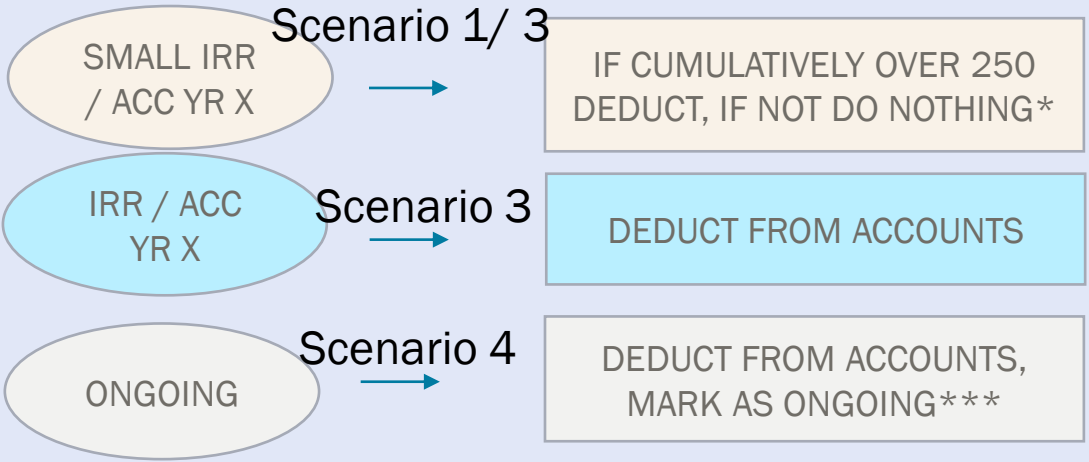 Scenario 1/ 3
SMALL IRR
/ ACC YR X
IF CUMULATIVELY OVER 250
DEDUCT, IF NOT DO NOTHING*
Scenario 3
IRR / ACC
YR X
DEDUCT FROM ACCOUNTS
Scenario 4
ONGOING
DEDUCT FROM ACCOUNTS,
MARK AS ONGOING***